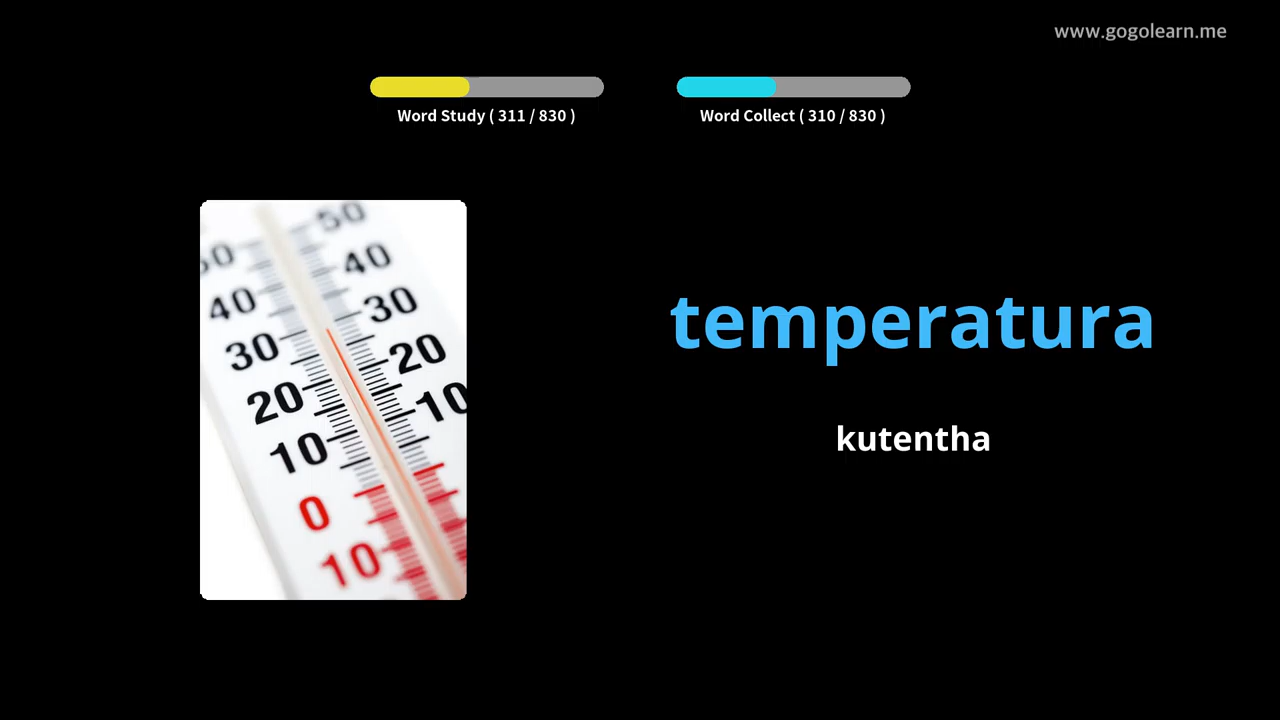 www.gogolearn.me
Word Study ( 311 / 830 )
Word Collect ( 310 / 830 )
temperatura
kutentha
50
40
30
20
10
0
10
50
40
30
20
10